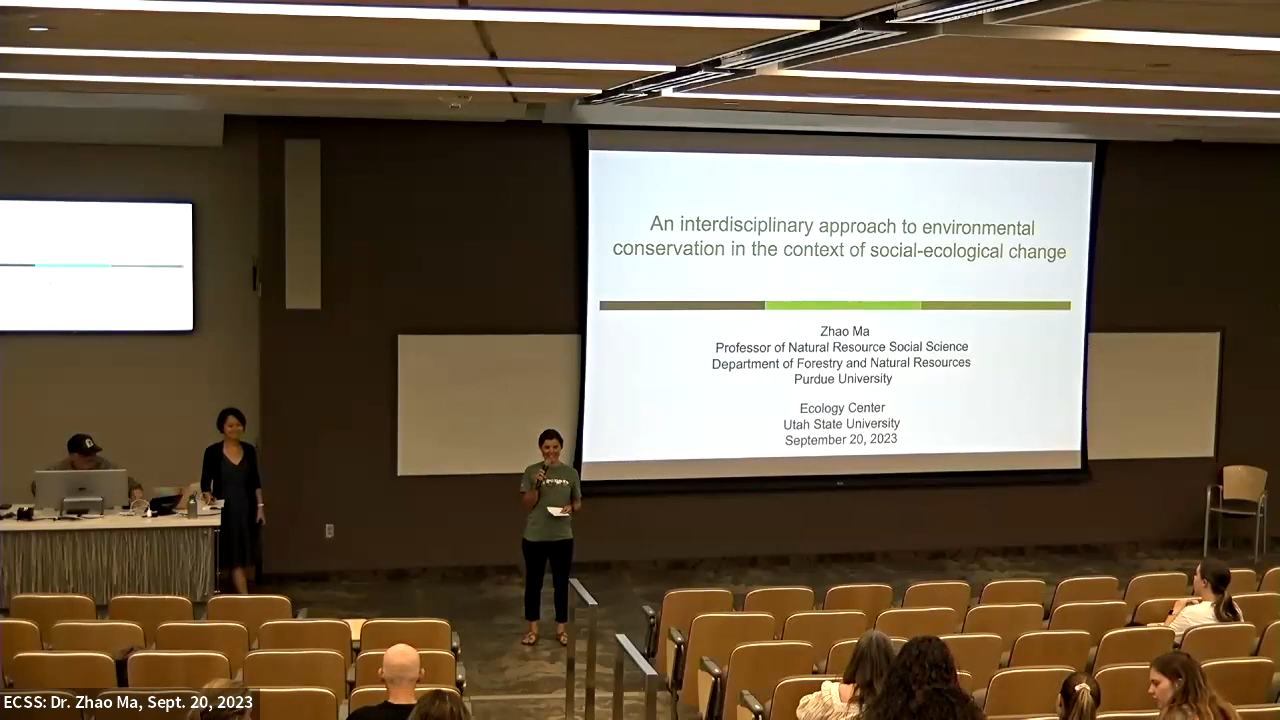 An interdisciplinary approach to environmental
conservation in the context of social-ecological change
Zhao Ma
Professor of Natural Resource Social Science
Department of Forestry and Natural Resources
Purdue University
Ecology Center
Utah State University
September 20, 2023
ECSS: Dr. Zhao Ma, Sept. 20, 2023